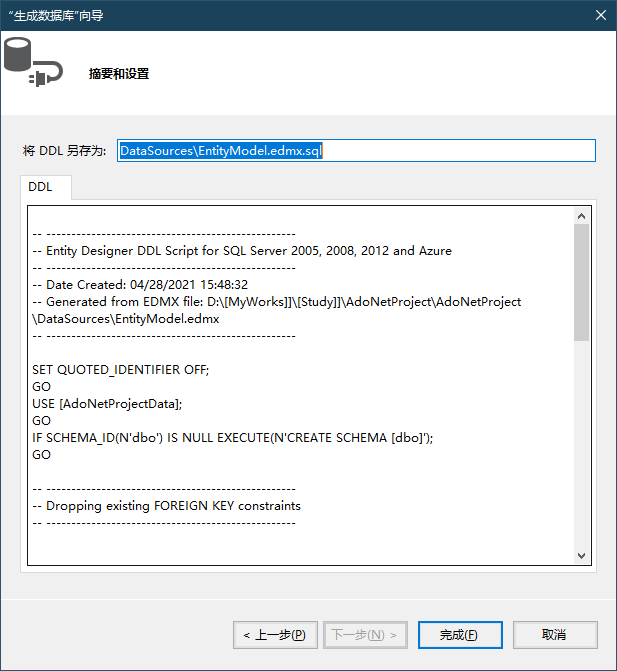 “生成数据库”向导
摘要和设置
将 DDL 另存为:
DataSources\EntityModel.edmx.sql
DDL
-- --------------------------------------------------
-- Entity Designer DDL Script for SQL Server 2005, 2008, 2012 and Azure
-- --------------------------------------------------
-- Date Created: 04/28/2021 15:48:32
-- Generated from EDMX file: D:\[MyWorks]]\[Study]]\AdoNetProject\AdoNetProject
\DataSources\EntityModel.edmx
-- --------------------------------------------------
SET QUOTED_IDENTIFIER OFF;
GO
USE [AdoNetProjectData];
GO
IF SCHEMA_ID(N'dbo') IS NULL EXECUTE(N'CREATE SCHEMA [dbo]');
GO
-- --------------------------------------------------
-- Dropping existing FOREIGN KEY constraints
-- --------------------------------------------------
< 上一步(P)
下一步(N) >
完成(F)
取消